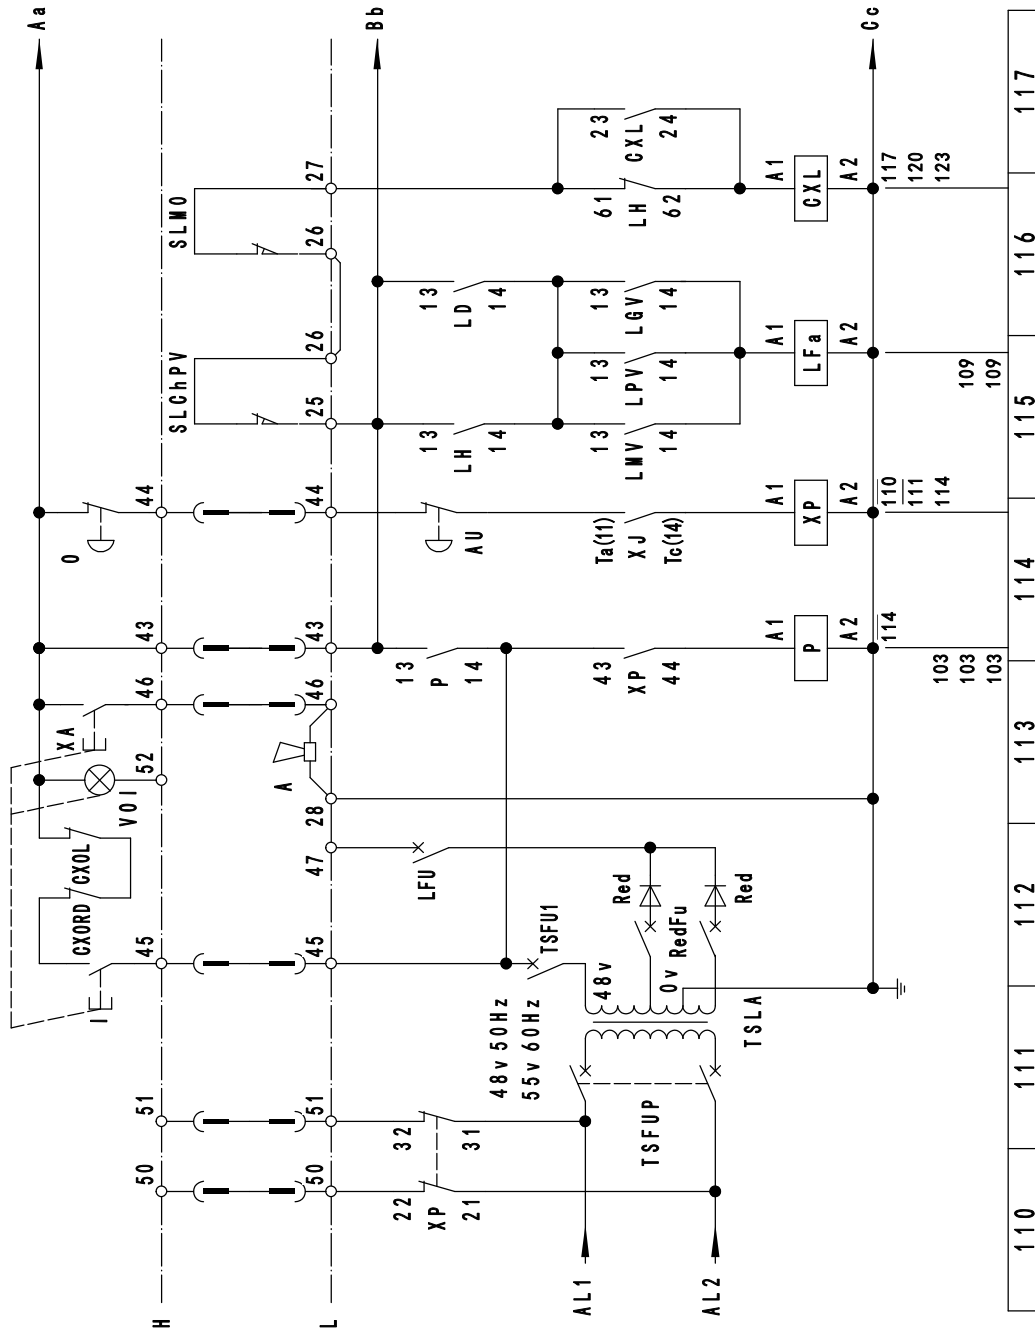 Aa
Bb
Cc
H
L
50
51
45
52
46
43
44
I
CXORD
CXOL
VOI
XA
O
SLChPV
SLMO
50
51
45
47
28
46
43
44
25
26
26
27
A
22
XP
21
32
31
LFU
13
P
14
AU
13
LH
14
13
LD
14
TSFU1
48v 50Hz
55v 60Hz
48v
0v
TSFUP
TSLA
Red
RedFu
Red
43
XP
44
Ta(11)
XJ
Tc(14)
13
LMV
14
13
LPV
14
13
LGV
14
61
LH
62
23
CXL
24
AL1
AL2
A1
P
A2
A1
XP
A2
A1
LFa
A2
A1
CXL
A2
114
103
103
103
110
111
114
109
109
117
120
123
110
111
112
113
114
115
116
117